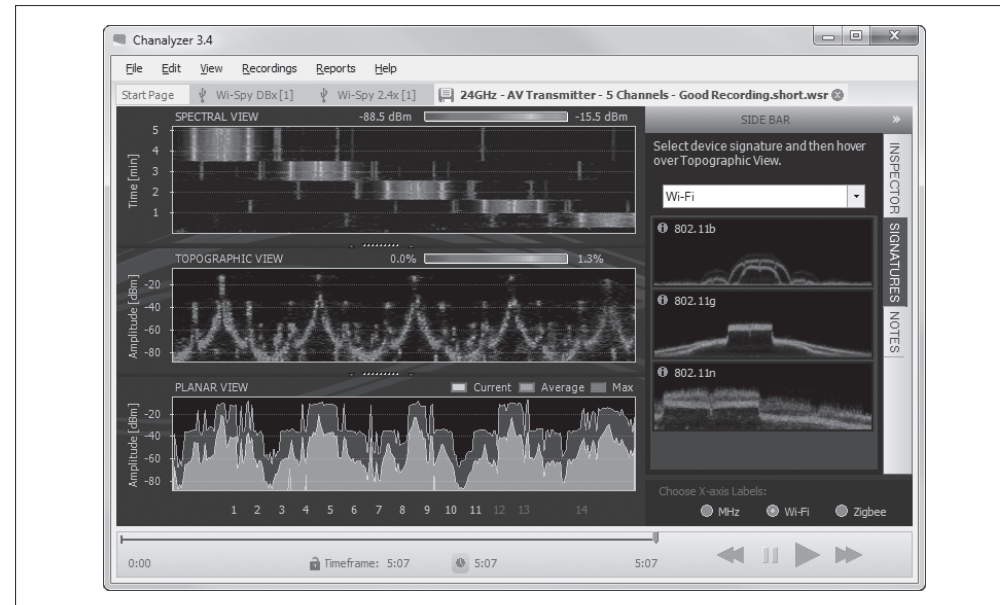 Chanalyzer 3.4
File Edit View Recordings Reports Help
Start Page Wi-Spy DBx [1] Wi-Spy 2.4x [1] 24GHz - AV Transmitter - 5 Channels - Good Recording.short.wsr
SPECTRAL VIEW -88.5 dBm -15.5 dBm
Time [min]
5
4
3
2
1
TOPOGRAPHIC VIEW 0.0% 1.3%
Amplitude [dBm]
-20
-40
-60
-80
PLANAR VIEW Current Average Max
Amplitude [dBm]
-20
-40
-60
-80
1 2 3 4 5 6 7 8 9 10 11 12 13 14
SIDE BAR »
Select device signature and then hover
over Topographic View.
Wi-Fi
802.11b
802.11g
802.11n
INSPECTOR
SIGNATURES
NOTES
Choose X-axis Labels:
MHz Wi-Fi Zigbee
0:00 Timeframe: 5:07 5:07 5:07